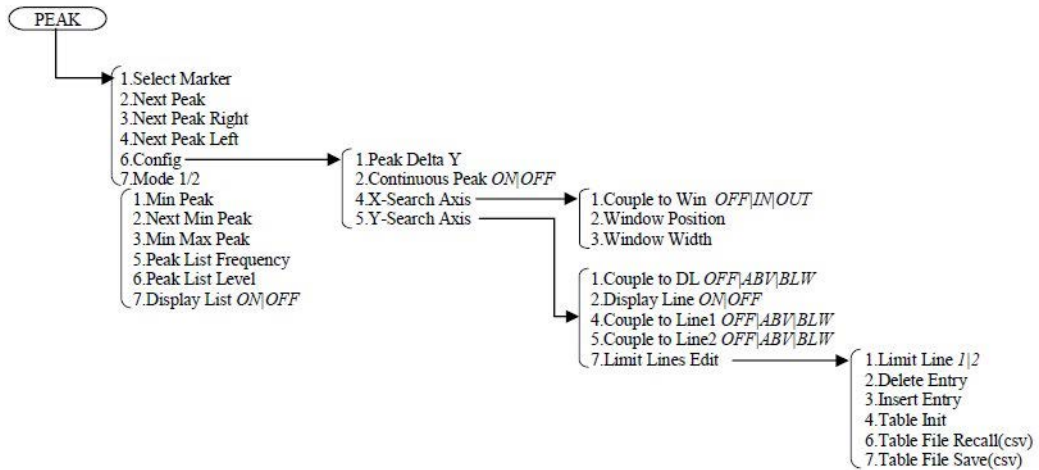 PEAK
1.Select Marker
2.Next Peak
3.Next Peak Right
4.Next Peak Left
6.Config
7.Mode 1/2
1.Min Peak
2.Next Min Peak
3.Min Max Peak
5.Peak List Frequency
6.Peak List Level
7.Display List ON|OFF
1.Peak Delta Y
2.Continuous Peak ON|OFF
4.X-Search Axis
5.Y-Search Axis
1.Couple to Win OFF|IN|OUT
2.Window Position
3.Window Width
1.Couple to DL OFF|ABV|BLW
2.Display Line ON|OFF
4.Couple to Line1 OFF|ABV|BLW
5.Couple to Line2 OFF|ABV|BLW
7.Limit Lines Edit
1.Limit Line 1|2
2.Delete Entry
3.Insert Entry
4.Table Init
6.Table File Recall(csv)
7.Table File Save(csv)